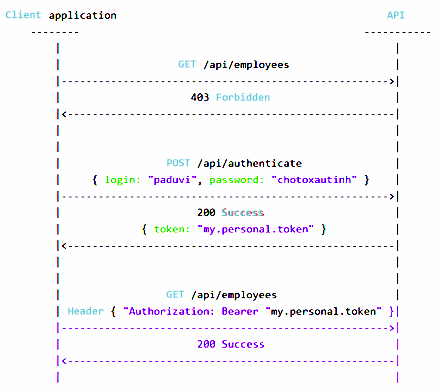 Client application API
GET /api/employees
403 Forbidden
POST /api/authenticate
{ login: "paduvi", password: "chotoxautinh" }
200 Success
{ token: "my.personal.token" }
GET /api/employees
Header { "Authorization: Bearer "my.personal.token" }
200 Success